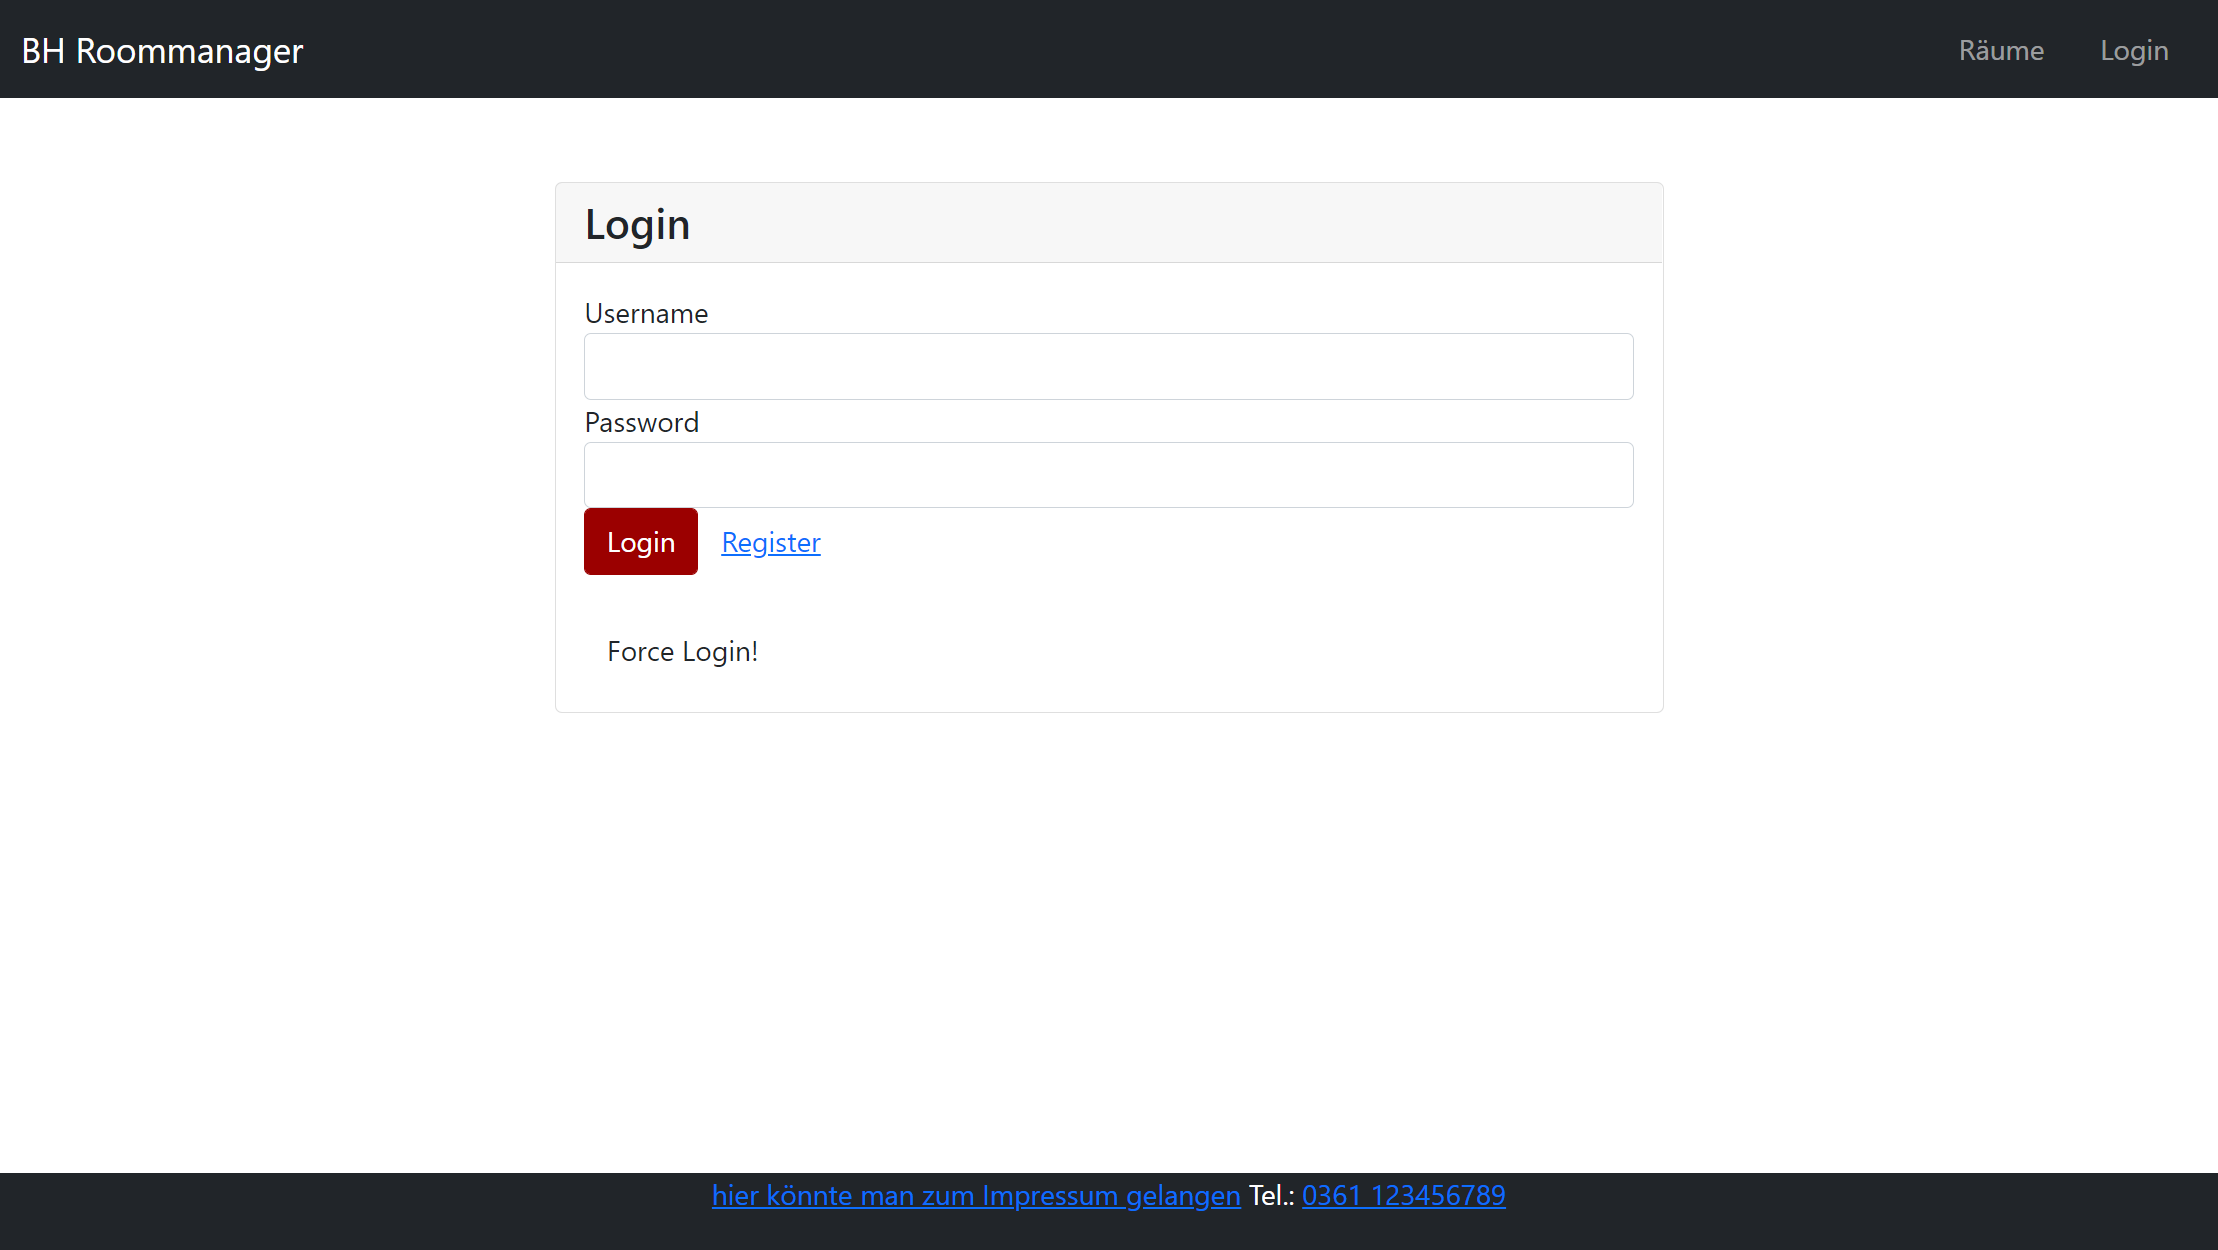 BH Roommanager Räume Login
Login
Username
Password
Login Register
Force Login!
hier könnte man zum Impressum gelangen Tel.: 0361 123456789